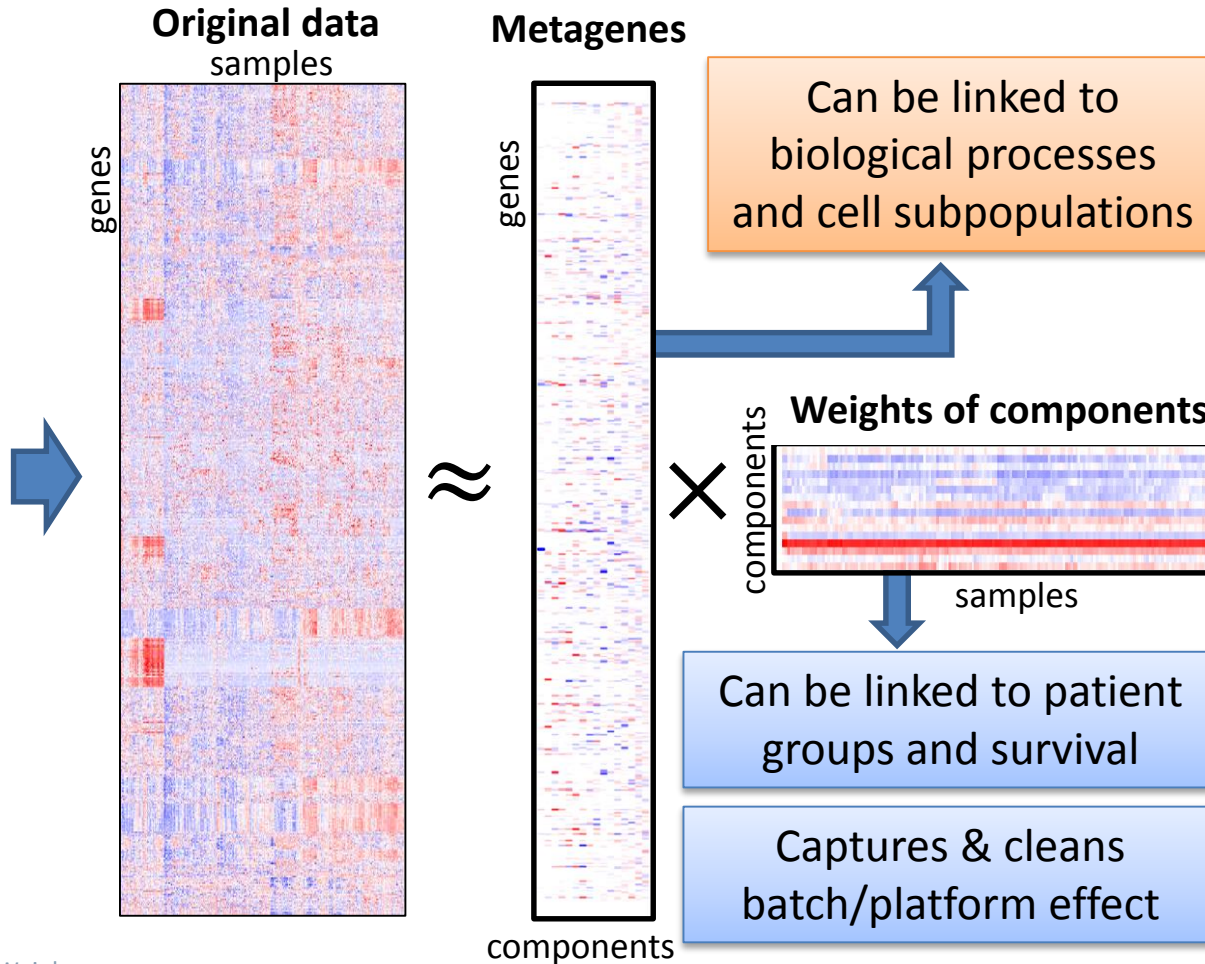 Original data
samples
genes
≈
Metagenes
genes
components
×
Can be linked to
biological processes
and cell subpopulations
Weights of components
components
samples
Can be linked to patient
groups and survival
Captures & cleans
batch/platform effect